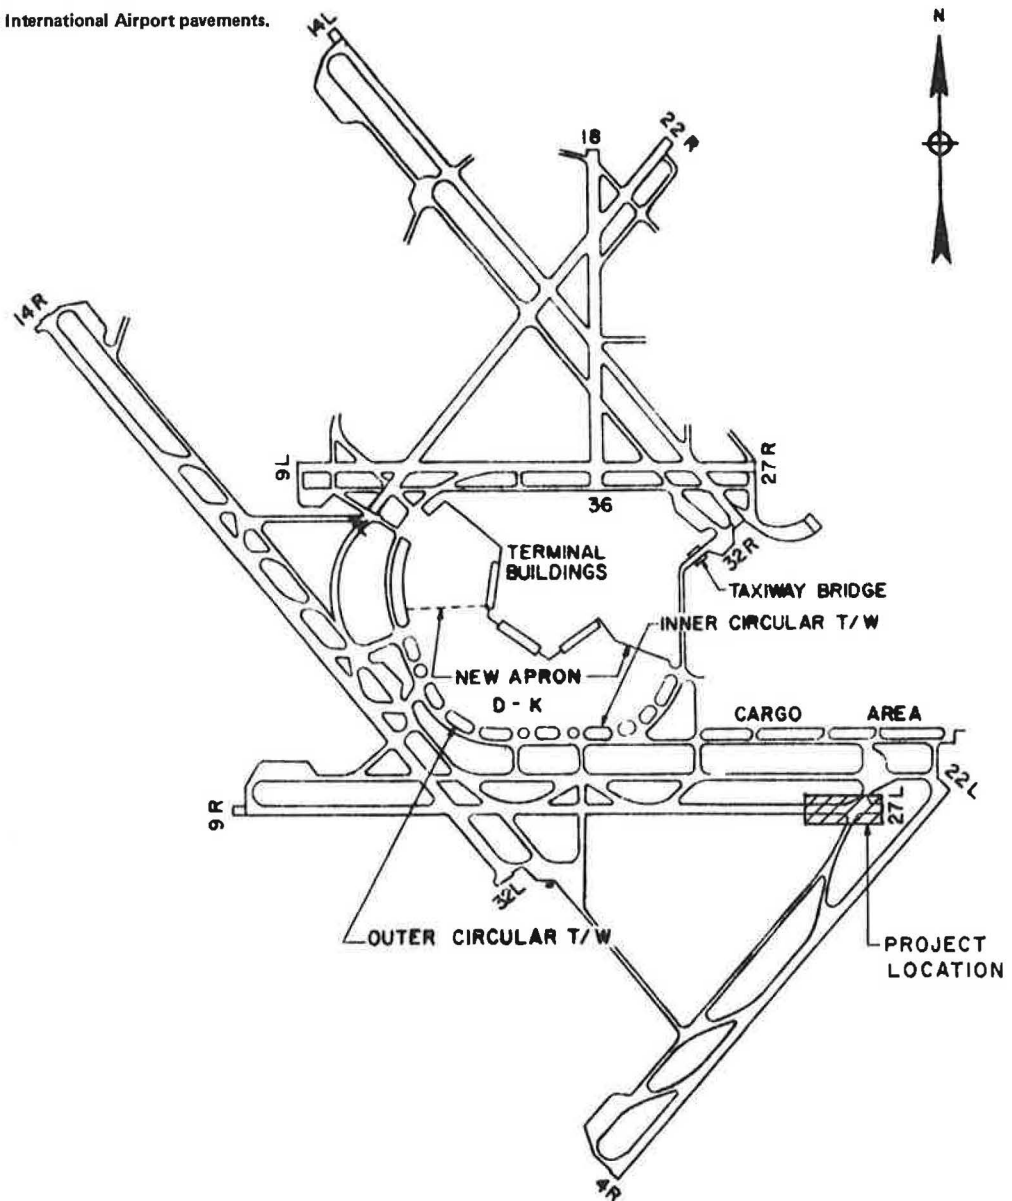 International Airport pavements.
N
14L
18
22R
14R
9L
27R
36
TERMINAL
BUILDINGS
32R
TAXIWAY BRIDGE
INNER CIRCULAR T/W
NEW APRON
D - K
CARGO AREA
22L
27L
9R
32L
OUTER CIRCULAR T/W
PROJECT
LOCATION
4R